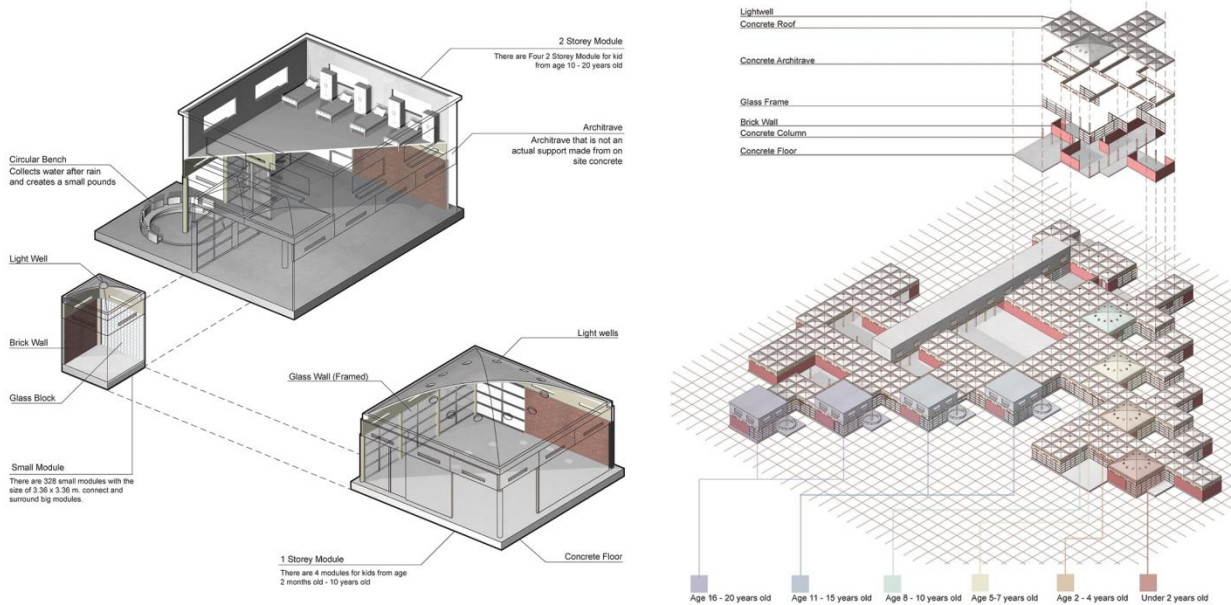 2 Storey Module
There are Four 2 Storey Module for kid
from age 10 - 20 years old
Architrave
Architrave that is not an
actual support made from on
site concrete
Circular Bench
Collects water after rain
and creates a small pounds
Light Well
Brick Wall
Glass Block
Small Module
There are 328 small modules with the
size of 3.36 x 3.36 m. connect and
surround big modules.
Light wells
Glass Wall (Framed)
1 Storey Module
There are 4 modules for kids from age
2 months old - 10 years old
Concrete Floor
Lightwell
Concrete Roof
Concrete Architrave
Glass Frame
Brick Wall
Concrete Column
Concrete Floor
Age 16 - 20 years old
Age 11 - 15 years old
Age 8 - 10 years old
Age 5-7 years old
Age 2 - 4 years old
Under 2 years old